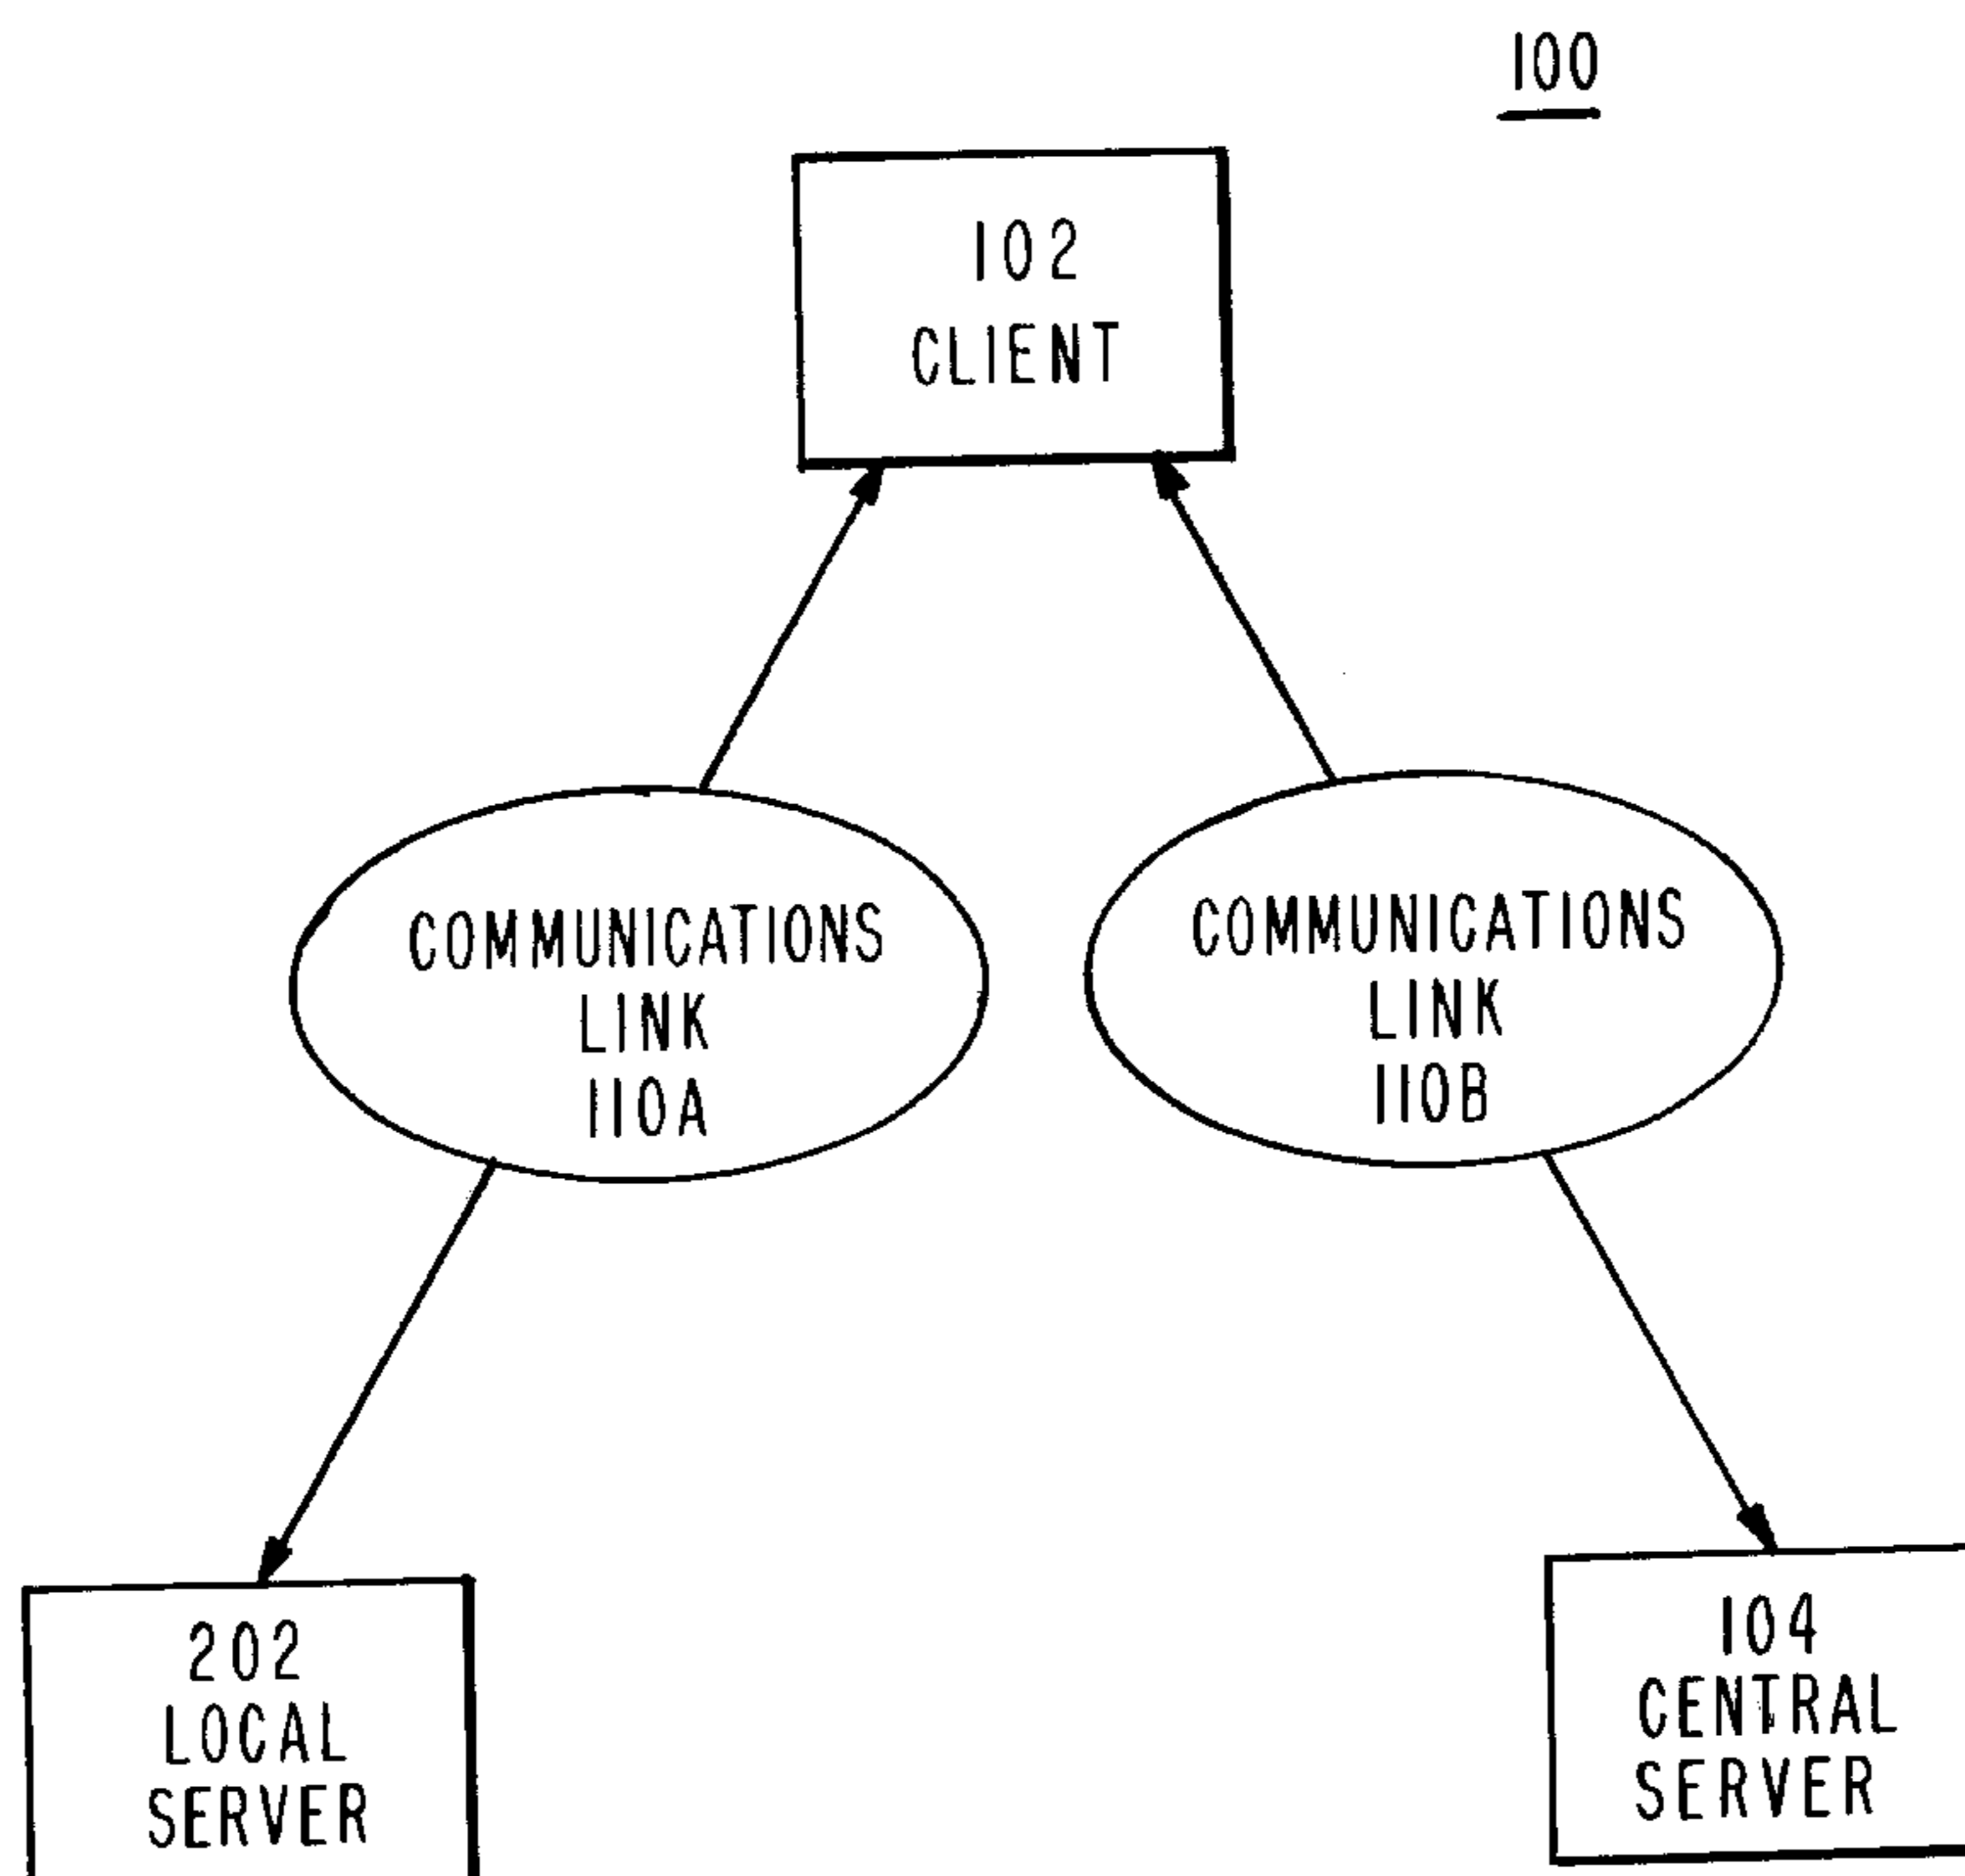 100
102
CLIENT
COMMUNICATIONS
LINK
110A
COMMUNICATIONS
LINK
110B
202
LOCAL
SERVER
104
CENTRAL
SERVER